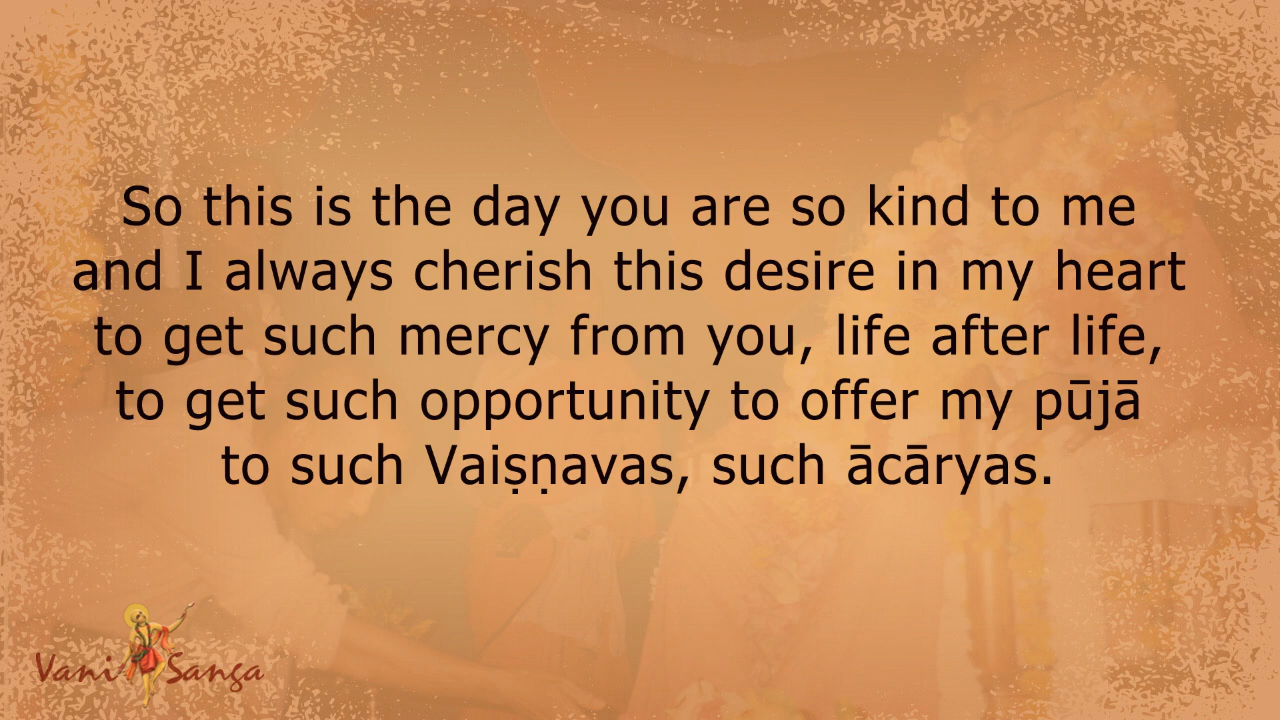 So this is the day you are so kind to me
and I always cherish this desire in my heart
to get such mercy from you, life after life,
to get such opportunity to offer my pūjā
to such Vaiṣṇavas, such ācāryas.
Vani Sanga